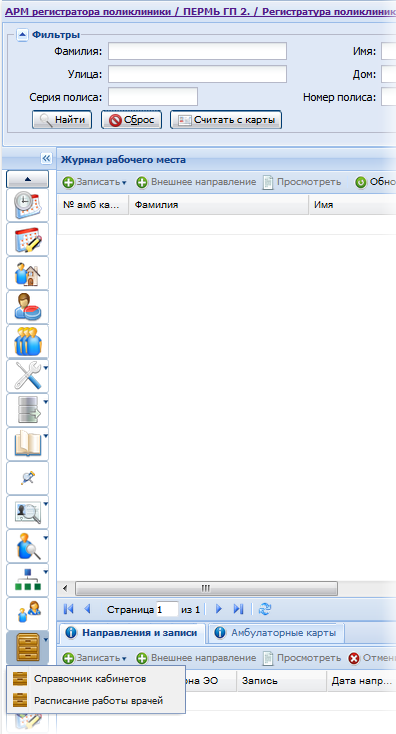 АРМ регистратора поликлиники / ПЕРМЬ ГП 2. / Регистратура поликлиник
Фильтры
Фамилия: Имя:
Улица: Дом:
Серия полиса: Номер полиса:
Найти Сброс Считать с карты
Журнал рабочего места
Записать Внешнее направление Просмотреть Обно
№ амб ка... Фамилия Имя
Страница 1 из 1
Направления и записи Амбулаторные карты
Записать Внешнее направление Просмотреть Отмен
на ЭО Запись Дата напр...
Справочник кабинетов
Расписание работы врачей